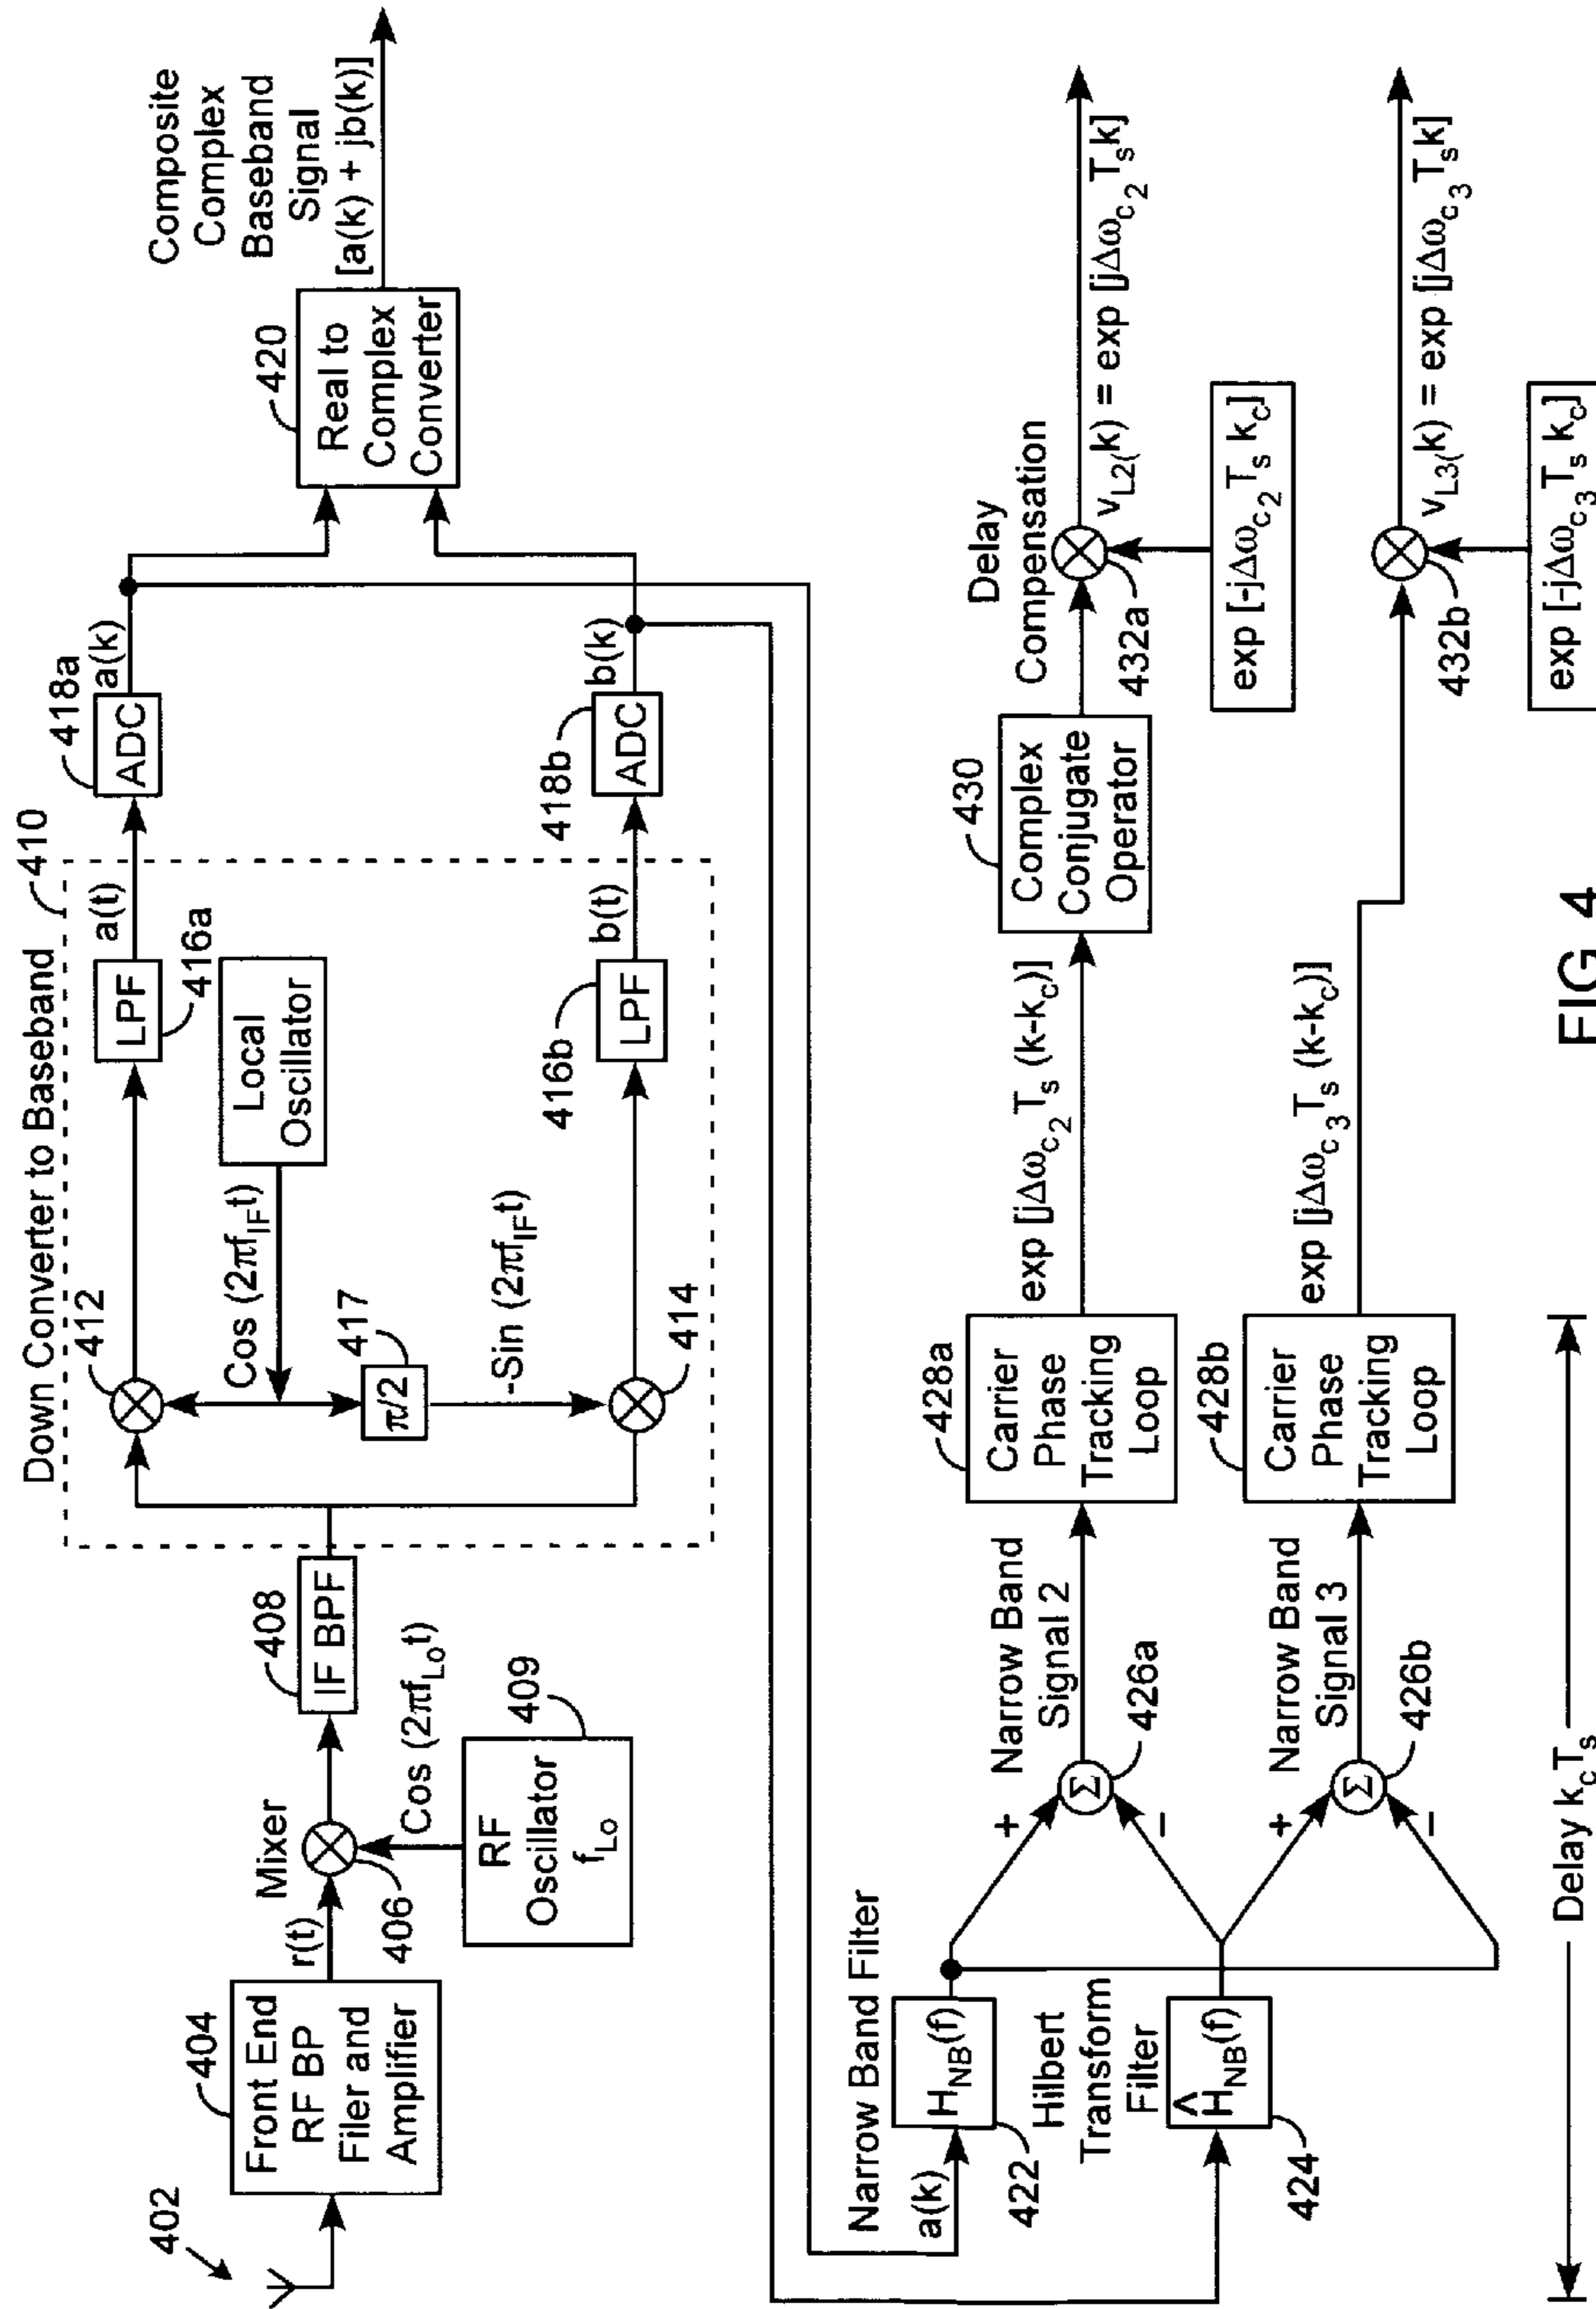 402
404
Front End
RF BP
Filer and
Amplifier
r(t)
Mixer
406
RF
Oscillator
f_Lo
409
Cos (2πf_Lo t)
408
IF BPF
Down Converter to Baseband
410
412
Cos (2πf_IF t)
417
π/2
-Sin (2πf_IF t)
414
Local
Oscillator
LPF
416a
a(t)
416b
LPF
b(t)
418a
ADC
a(k)
418b
ADC
b(k)
420
Real to
Complex
Converter
Composite
Complex
Baseband
Signal
[a(k) + jb(k)]
Narrow Band Filter
a(k)
H_NB(f)
422
Hilbert
Transform
Filter
Ĥ_NB(f)
424
+
−
Σ
426a
Narrow Band
Signal 2
+
−
Σ
426b
Narrow Band
Signal 3
428a
Carrier
Phase
Tracking
Loop
428b
Carrier
Phase
Tracking
Loop
exp [jΔω_c2 T_s (k-k_c)]
exp [jΔω_c3 T_s (k-k_c)]
430
Complex
Conjugate
Operator
Delay
Compensation
432a
v_L2(k) = exp [jΔω_c2 T_s k]
exp [-jΔω_c2 T_s k_c]
432b
v_L3(k) = exp [jΔω_c3 T_s k]
exp [-jΔω_c3 T_s k_c]
Delay k_c T_s
FIG. 4